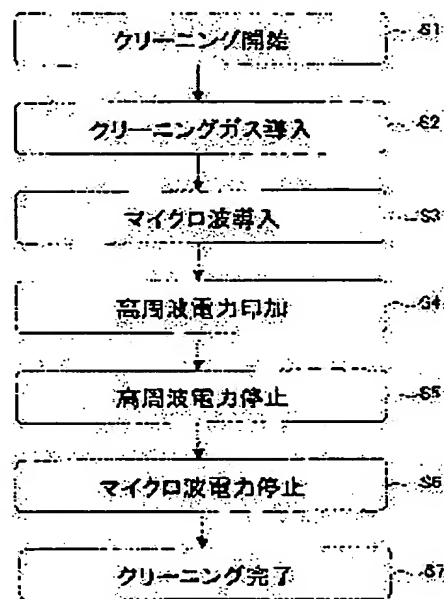 クリーニング開始 S1
クリーニングガス導入 S2
マイクロ波導入 S3
高周波電力印加 S4
高周波電力停止 S5
マイクロ波電力停止 S6
クリーニング完了 S7